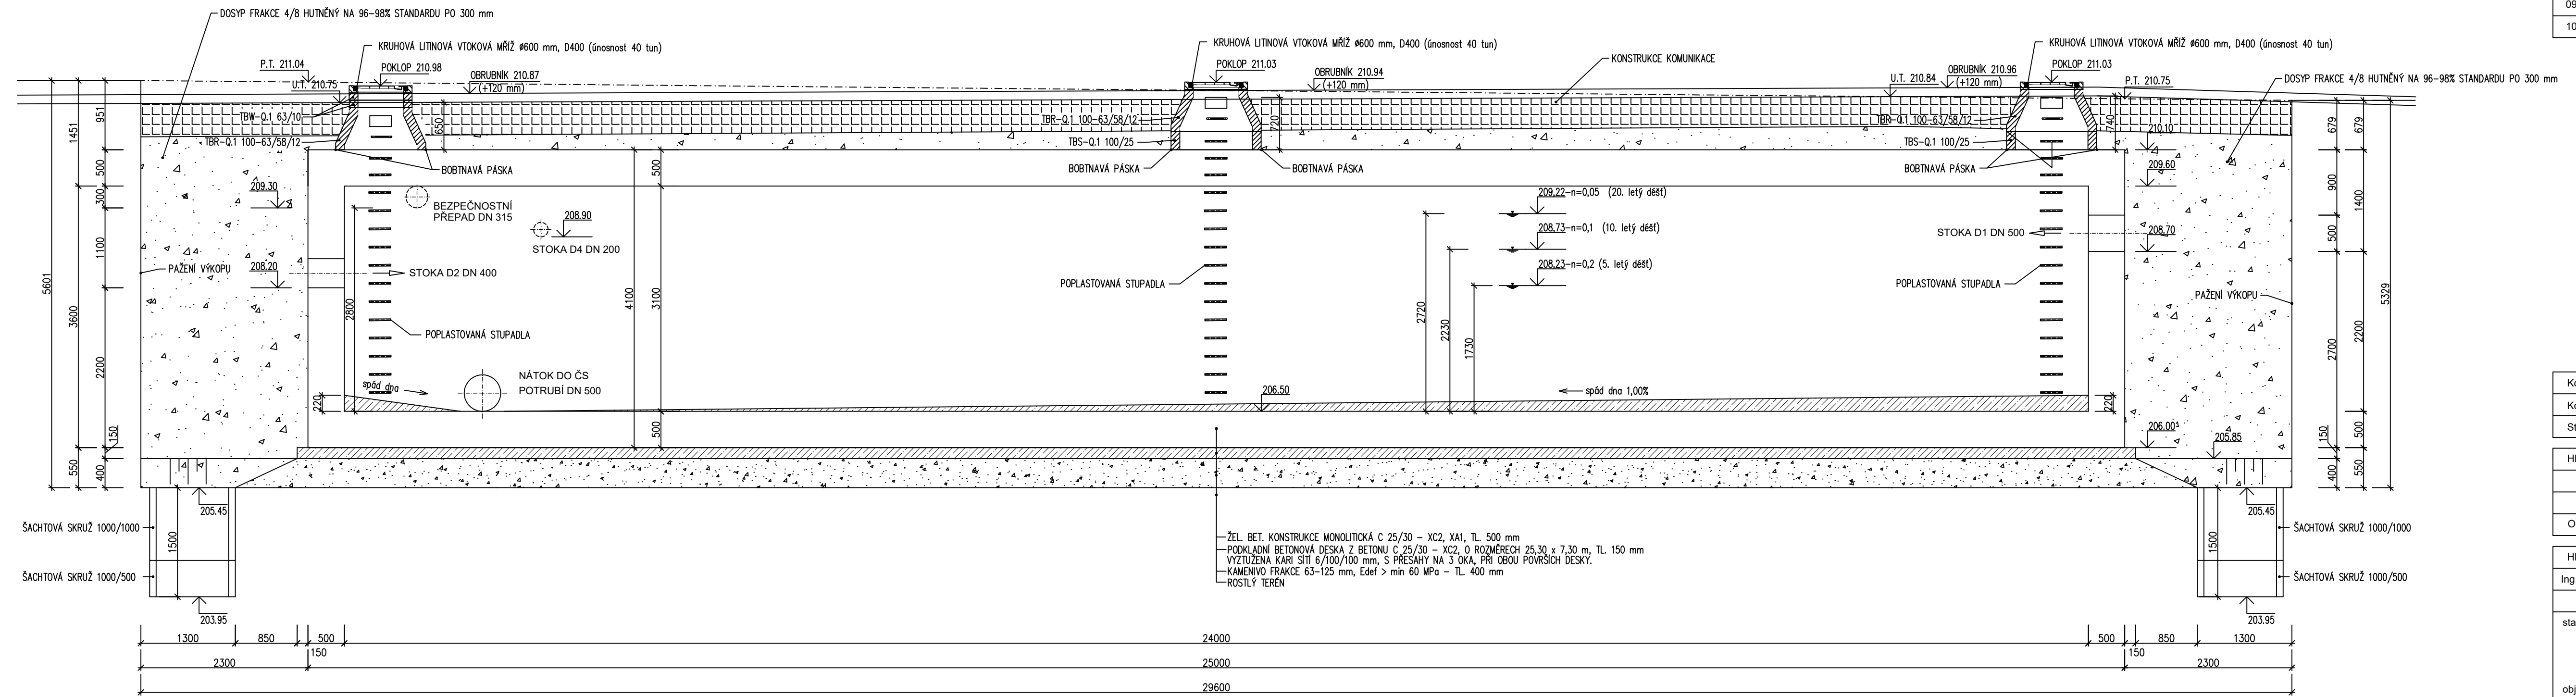 DOSYP FRAKCE 4/8 HUTNĚNÝ NA 96-98% STANDARDU PO 300 mm
KRUHOVÁ LITINOVÁ VTOKOVÁ MŘÍŽ ø600 mm, D400 (únosnost 40 tun)
KRUHOVÁ LITINOVÁ VTOKOVÁ MŘÍŽ ø600 mm, D400 (únosnost 40 tun)
KRUHOVÁ LITINOVÁ VTOKOVÁ MŘÍŽ ø600 mm, D400 (únosnost 40 tun)
09
10
P.T. 211.04
POKLOP 210.98
OBRUBNÍK 210.87
(+120 mm)
U.T. 210.75
POKLOP 211.03
OBRUBNÍK 210.94
(+120 mm)
KONSTRUKCE KOMUNIKACE
U.T. 210.84
OBRUBNÍK 210.96
(+120 mm)
POKLOP 211.03
P.T. 210.75
DOSYP FRAKCE 4/8 HUTNĚNÝ NA 96-98% STANDARDU PO 300 mm
TBW-Q.1 63/10
TBR-Q.1 100-63/58/12
650
BOBTNAVÁ PÁSKA
TBR-Q.1 100-63/58/12
TBS-Q.1 100/25
720
BOBTNAVÁ PÁSKA
BOBTNAVÁ PÁSKA
TBR-Q.1 100-63/58/12
TBS-Q.1 100/25
740
BOBTNAVÁ PÁSKA
210.10
209.60
951
1451
500
300
1100
2200
3600
5601
150
550
400
209.30
208.20
PAŽENÍ VÝKOPU
STOKA D2 DN 400
2800
BEZPEČNOSTNÍ
PŘEPAD DN 315
208.90
STOKA D4 DN 200
POPLASTOVANÁ STUPADLA
4100
500
3100
500
220
spád dna
NÁTOK DO ČS
POTRUBÍ DN 500
POPLASTOVANÁ STUPADLA
206.50
209,22-n=0,05 (20. letý déšť)
208,73-n=0,1 (10. letý déšť)
208,23-n=0,2 (5. letý déšť)
2720
2230
1730
spád dna 1,00%
STOKA D1 DN 500
208.70
POPLASTOVANÁ STUPADLA
PAŽENÍ VÝKOPU
220
206.00
205.85
679
679
900
1400
500
2700
2200
5329
150
500
400
550
Ko
Ko
St
Hl
O
Hl
Ing
sta
obj
205.45
ŠACHTOVÁ SKRUŽ 1000/1000
1500
ŠACHTOVÁ SKRUŽ 1000/500
203.95
ŽEL. BET. KONSTRUKCE MONOLITICKÁ C 25/30 - XC2, XA1, TL. 500 mm
PODKLADNÍ BETONOVÁ DESKA Z BETONU C 25/30 - XC2, O ROZMĚRECH 25,30 x 7,30 m, TL. 150 mm
VYZTUŽENA KARI SÍTÍ 6/100/100 mm, S PŘESAHY NA 3 OKA, PŘI OBOU POVRŠÍCH DESKY.
KAMENIVO FRAKCE 63-125 mm, Edef > min 60 MPa - TL. 400 mm
ROSTLÝ TERÉN
205.45
ŠACHTOVÁ SKRUŽ 1000/1000
1500
ŠACHTOVÁ SKRUŽ 1000/500
203.95
1300
850
500
24000
500
850
1300
150
150
2300
25000
2300
29600